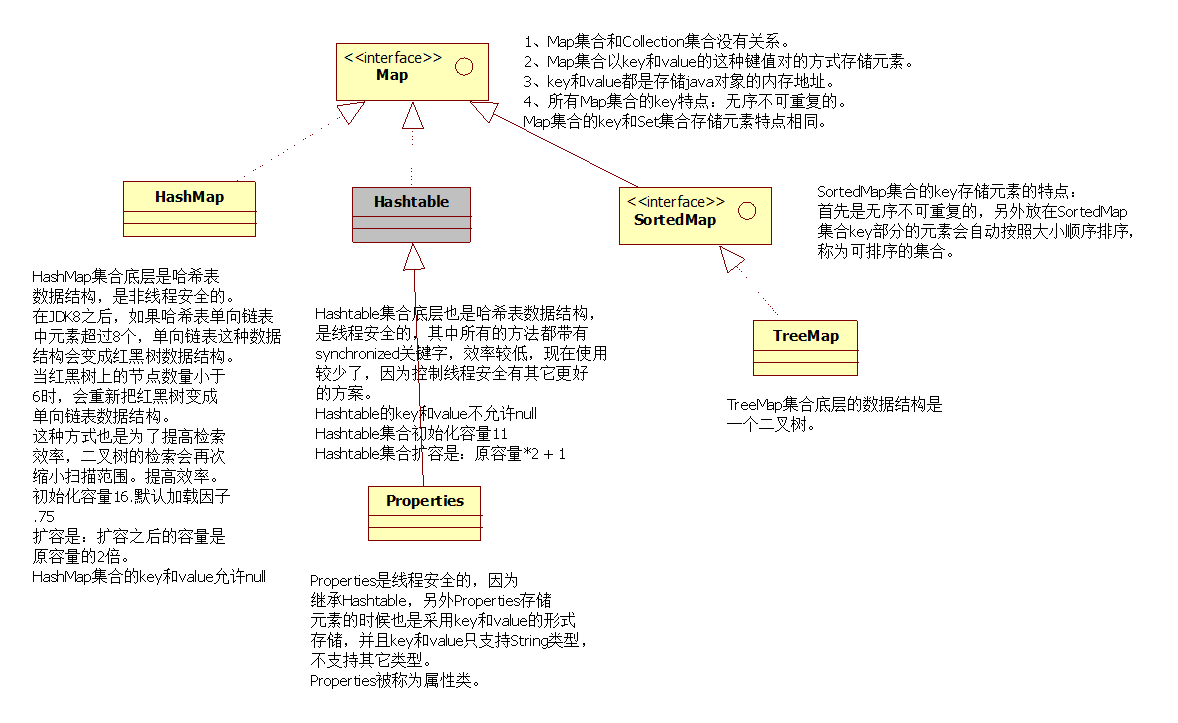 <<interface>>
Map
1、Map集合和Collection集合没有关系。
2、Map集合以key和value的这种键值对的方式存储元素。
3、key和value都是存储java对象的内存地址。
4、所有Map集合的key特点：无序不可重复的。
Map集合的key和Set集合存储元素特点相同。
HashMap
Hashtable
<<interface>>
SortedMap
SortedMap集合的key存储元素的特点：
首先是无序不可重复的，另外放在SortedMap
集合key部分的元素会自动按照大小顺序排序，
称为可排序的集合。
HashMap集合底层是哈希表
数据结构，是非线程安全的。
在JDK8之后，如果哈希表单向链表
中元素超过8个，单向链表这种数据
结构会变成红黑树数据结构。
当红黑树上的节点数量小于
6时，会重新把红黑树变成
单向链表数据结构。
这种方式也是为了提高检索
效率，二叉树的检索会再次
缩小扫描范围。提高效率。
初始化容量16.默认加载因子
.75
扩容是：扩容之后的容量是
原容量的2倍。
HashMap集合的key和value允许null
Hashtable集合底层也是哈希表数据结构，
是线程安全的，其中所有的方法都带有
synchronized关键字，效率较低，现在使用
较少了，因为控制线程安全有其它更好
的方案。
Hashtable的key和value不允许null
Hashtable集合初始化容量11
Hashtable集合扩容是：原容量*2 + 1
TreeMap
TreeMap集合底层的数据结构是
一个二叉树。
Properties
Properties是线程安全的，因为
继承Hashtable，另外Properties存储
元素的时候也是采用key和value的形式
存储，并且key和value只支持String类型，
不支持其它类型。
Properties被称为属性类。